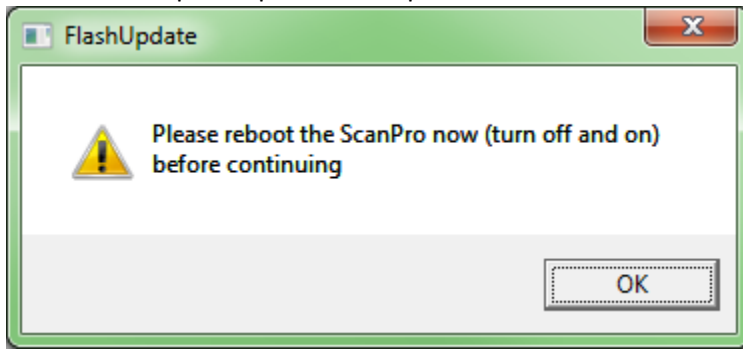 FlashUpdate
Please reboot the ScanPro now (turn off and on)
before continuing
OK